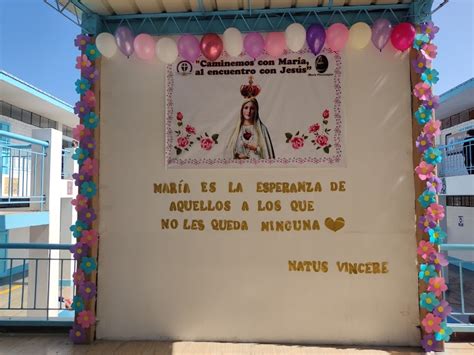 "Caminemos con María,
al encuentro con Jesús"
MARÍA ES LA ESPERANZA DE
AQUELLOS A LOS QUE
NO LES QUEDA NINGUNA
NATUS VINCERE